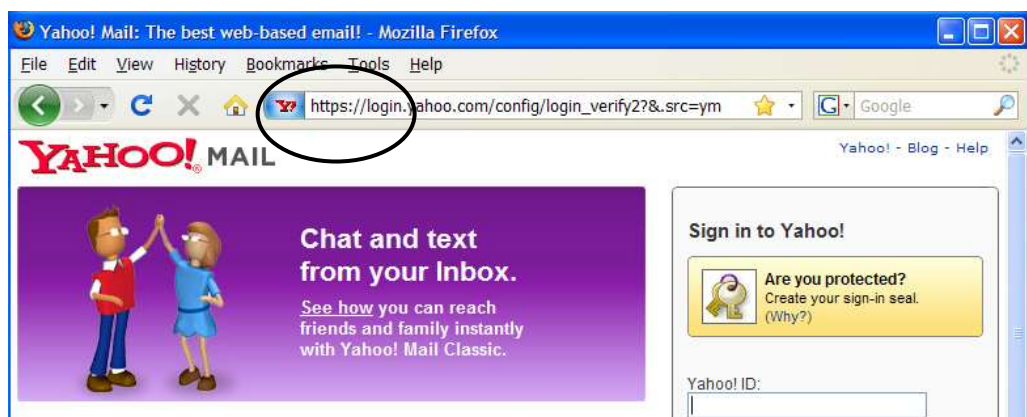 Yahoo! Mail: The best web-based email! - Mozilla Firefox
File Edit View History Bookmarks Tools Help
Y! https://login.yahoo.com/config/login_verify2?&.src=ym G Google
YAHOO! MAIL
Yahoo! - Blog - Help
Chat and text
from your Inbox.
See how you can reach
friends and family instantly
with Yahoo! Mail Classic.
Sign in to Yahoo!
Are you protected?
Create your sign-in seal.
(Why?)
Yahoo! ID: